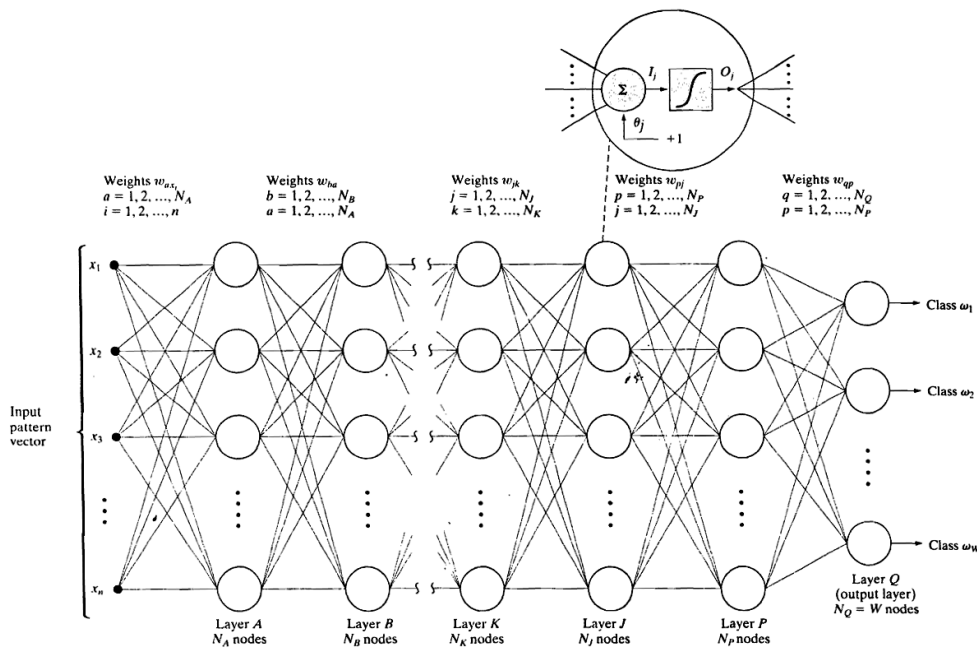 I_j
O_j
Σ
θ_j
+1
Weights w_{ax_i}
a = 1, 2, ..., N_A
i = 1, 2, ..., n
Weights w_{ba}
b = 1, 2, ..., N_B
a = 1, 2, ..., N_A
Weights w_{jk}
j = 1, 2, ..., N_J
k = 1, 2, ..., N_K
Weights w_{pj}
p = 1, 2, ..., N_P
j = 1, 2, ..., N_J
Weights w_{qp}
q = 1, 2, ..., N_Q
p = 1, 2, ..., N_P
Input
pattern
vector
x_1
x_2
x_3
x_n
Class ω_1
Class ω_2
Class ω_W
Layer A
N_A nodes
Layer B
N_B nodes
Layer K
N_K nodes
Layer J
N_J nodes
Layer P
N_P nodes
Layer Q
(output layer)
N_Q = W nodes